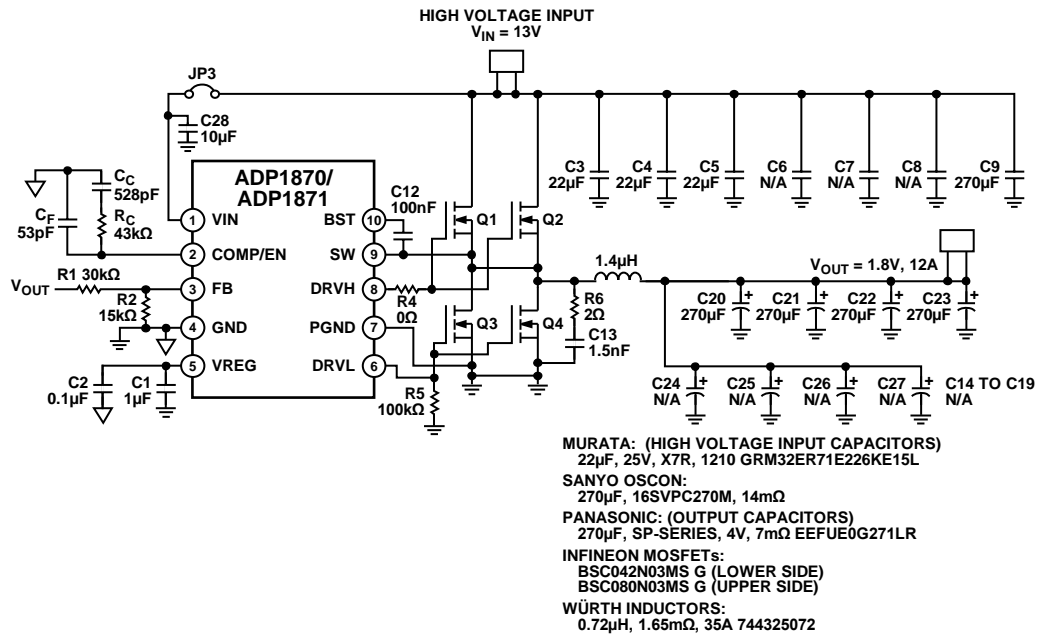 HIGH VOLTAGE INPUT
VIN = 13V
JP3
C28
10µF
CC
528pF
CF
53pF
RC
43kΩ
ADP1870/
ADP1871
1 VIN
2 COMP/EN
3 FB
4 GND
5 VREG
BST 10
SW 9
DRVH 8
PGND 7
DRVL 6
VOUT
R1 30kΩ
R2
15kΩ
C2
0.1µF
C1
1µF
C12
100nF
R4
0Ω
R5
100kΩ
Q1
Q2
Q3
Q4
C3
22µF
C4
22µF
C5
22µF
C6
N/A
C7
N/A
C8
N/A
C9
270µF
1.4µH
R6
2Ω
C13
1.5nF
VOUT = 1.8V, 12A
C20
270µF
C21
270µF
C22
270µF
C23
270µF
C24
N/A
C25
N/A
C26
N/A
C27
N/A
C14 TO C19
N/A
MURATA: (HIGH VOLTAGE INPUT CAPACITORS)
22µF, 25V, X7R, 1210 GRM32ER71E226KE15L
SANYO OSCON:
270µF, 16SVPC270M, 14mΩ
PANASONIC: (OUTPUT CAPACITORS)
270µF, SP-SERIES, 4V, 7mΩ EEFUE0G271LR
INFINEON MOSFETs:
BSC042N03MS G (LOWER SIDE)
BSC080N03MS G (UPPER SIDE)
WÜRTH INDUCTORS:
0.72µH, 1.65mΩ, 35A 744325072